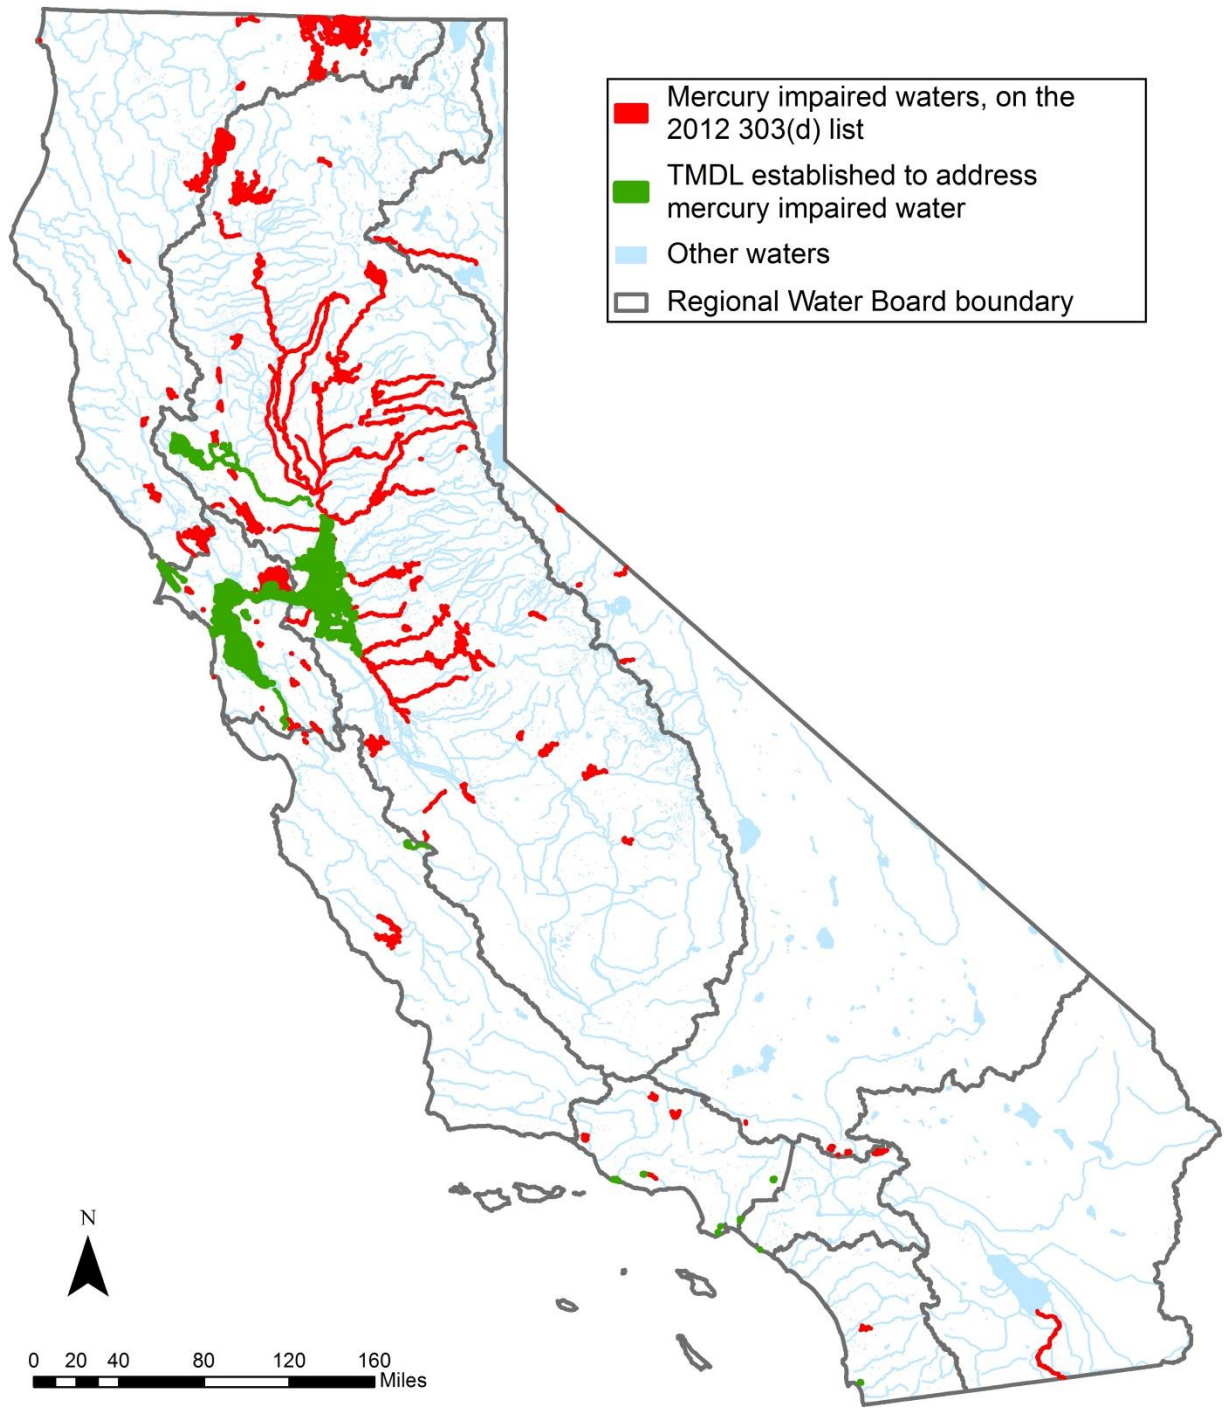 Mercury impaired waters, on the
2012 303(d) list
TMDL established to address
mercury impaired water
Other waters
Regional Water Board boundary
N
0 20 40 80 120 160
Miles